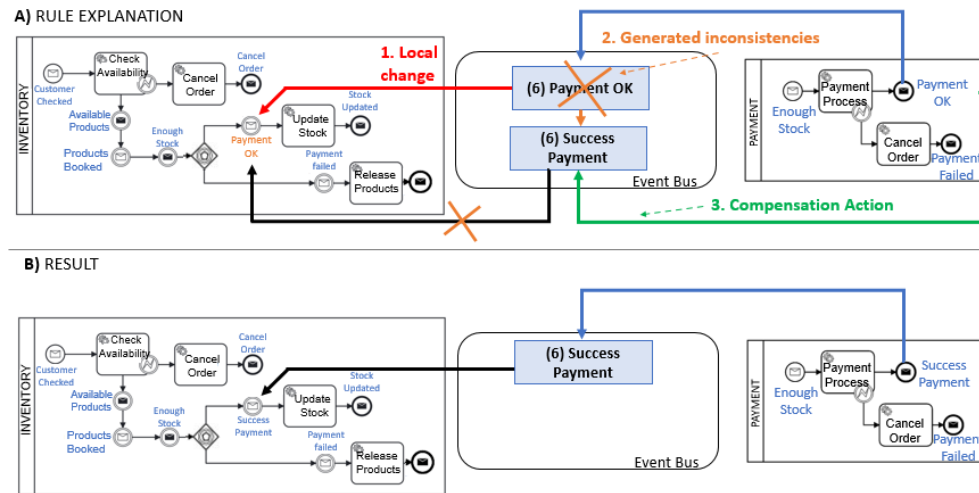 A) RULE EXPLANATION
INVENTORY
Customer
Checked
Check
Availability
Cancel
Order
Cancel
Order
Available
Products
Products
Booked
Enough
Stock
Payment
OK
Update
Stock
Stock
Updated
Payment
failed
Release
Products
1. Local
change
2. Generated inconsistencies
(6) Payment OK
(6) Success
Payment
Event Bus
3. Compensation Action
PAYMENT
Enough
Stock
Payment
Process
Payment
OK
Cancel
Order
Payment
Failed
B) RESULT
INVENTORY
Customer
Checked
Check
Availability
Cancel
Order
Cancel
Order
Available
Products
Products
Booked
Enough
Stock
Success
Payment
Update
Stock
Stock
Updated
Payment
failed
Release
Products
(6) Success
Payment
Event Bus
PAYMENT
Enough
Stock
Payment
Process
Success
Payment
Cancel
Order
Payment
Failed